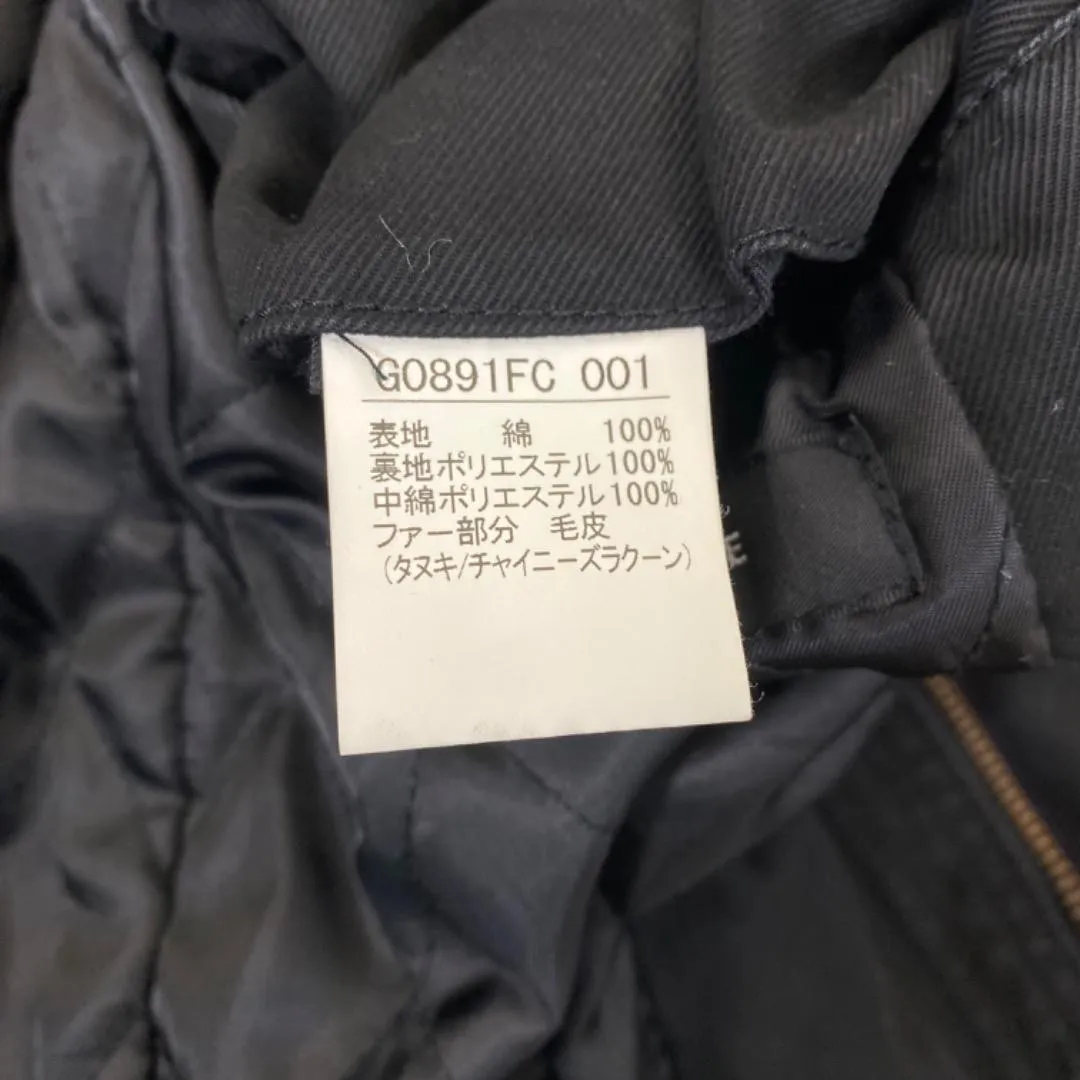 G0891FC 001
表地 綿 100%
裏地ポリエステル100%
中綿ポリエステル100%
ファー部分 毛皮
(タヌキ/チャイニーズラクーン)
E